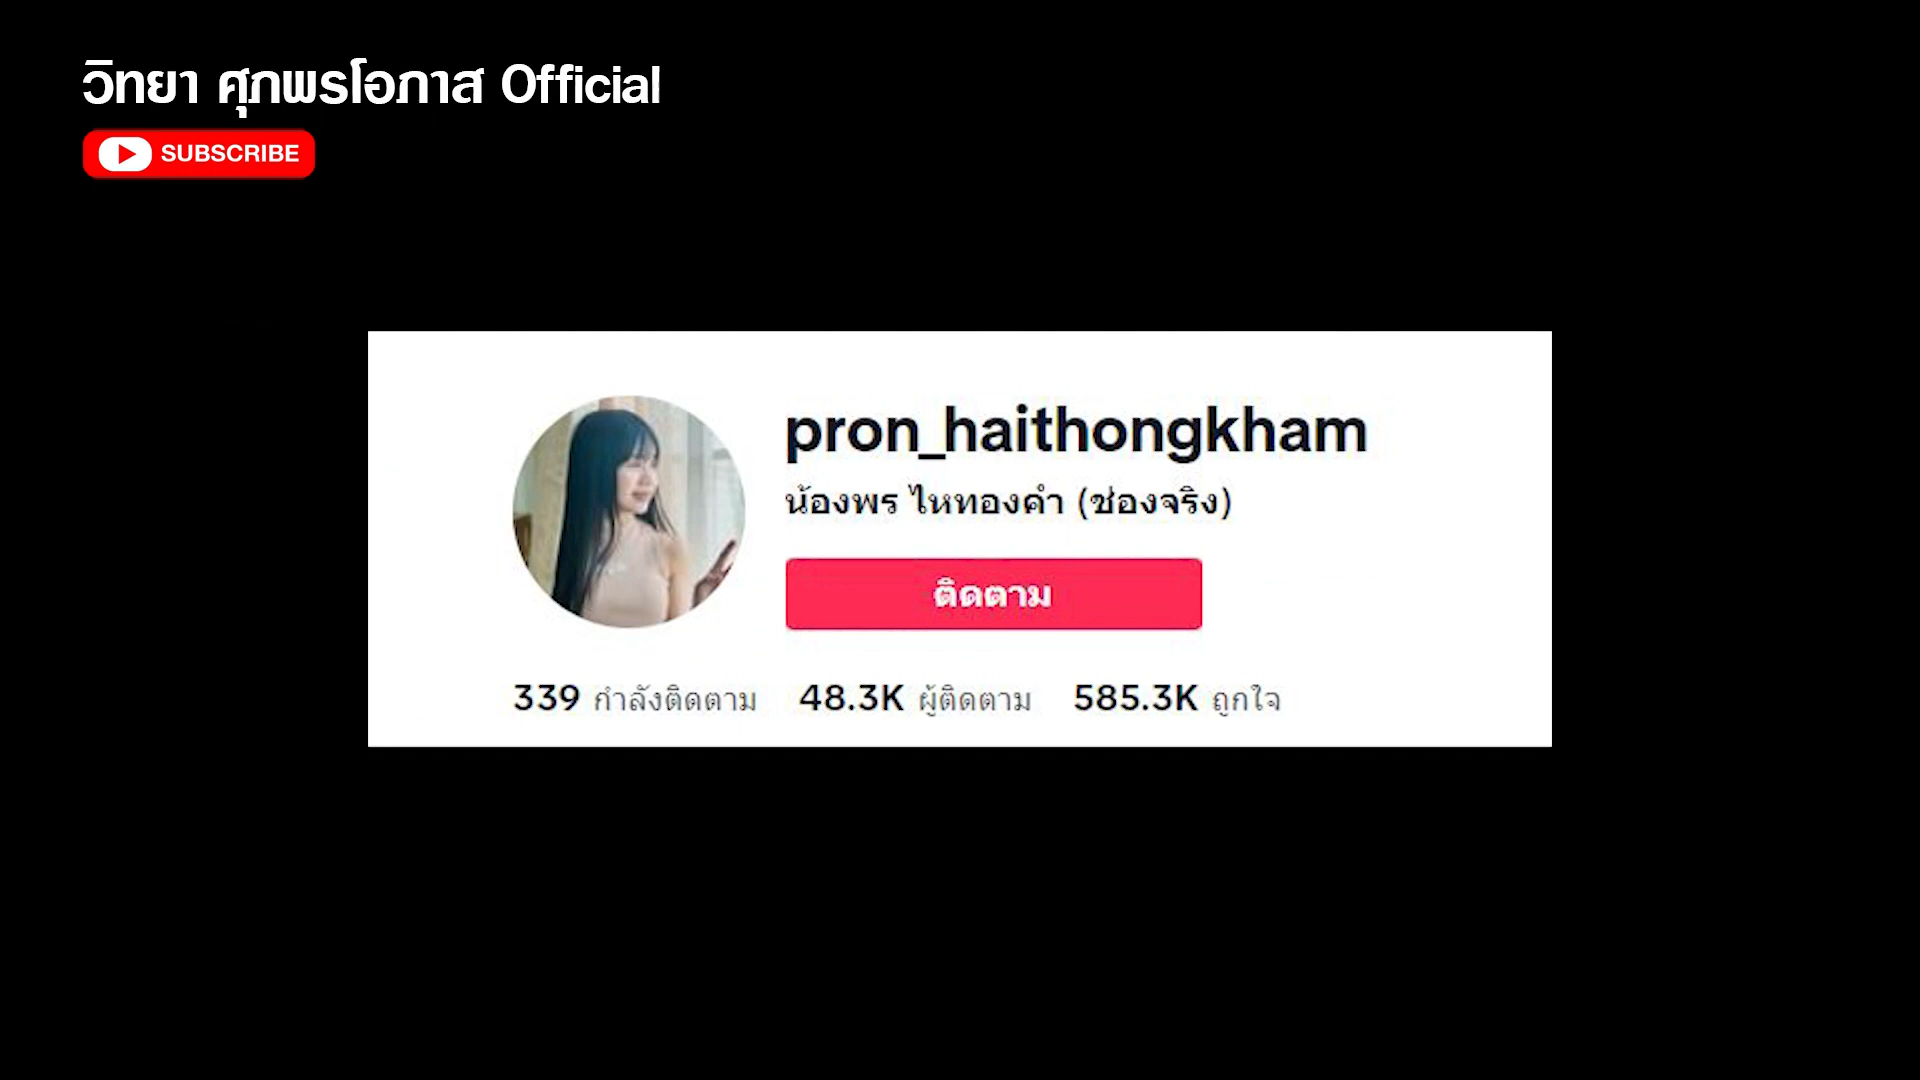 วิทยา ศุภพรโอภาส Official
SUBSCRIBE
pron_haithongkham
น้องพร ไหทองคำ (ช่องจริง)
ติดตาม
339 กำลังติดตาม 48.3K ผู้ติดตาม 585.3K ถูกใจ